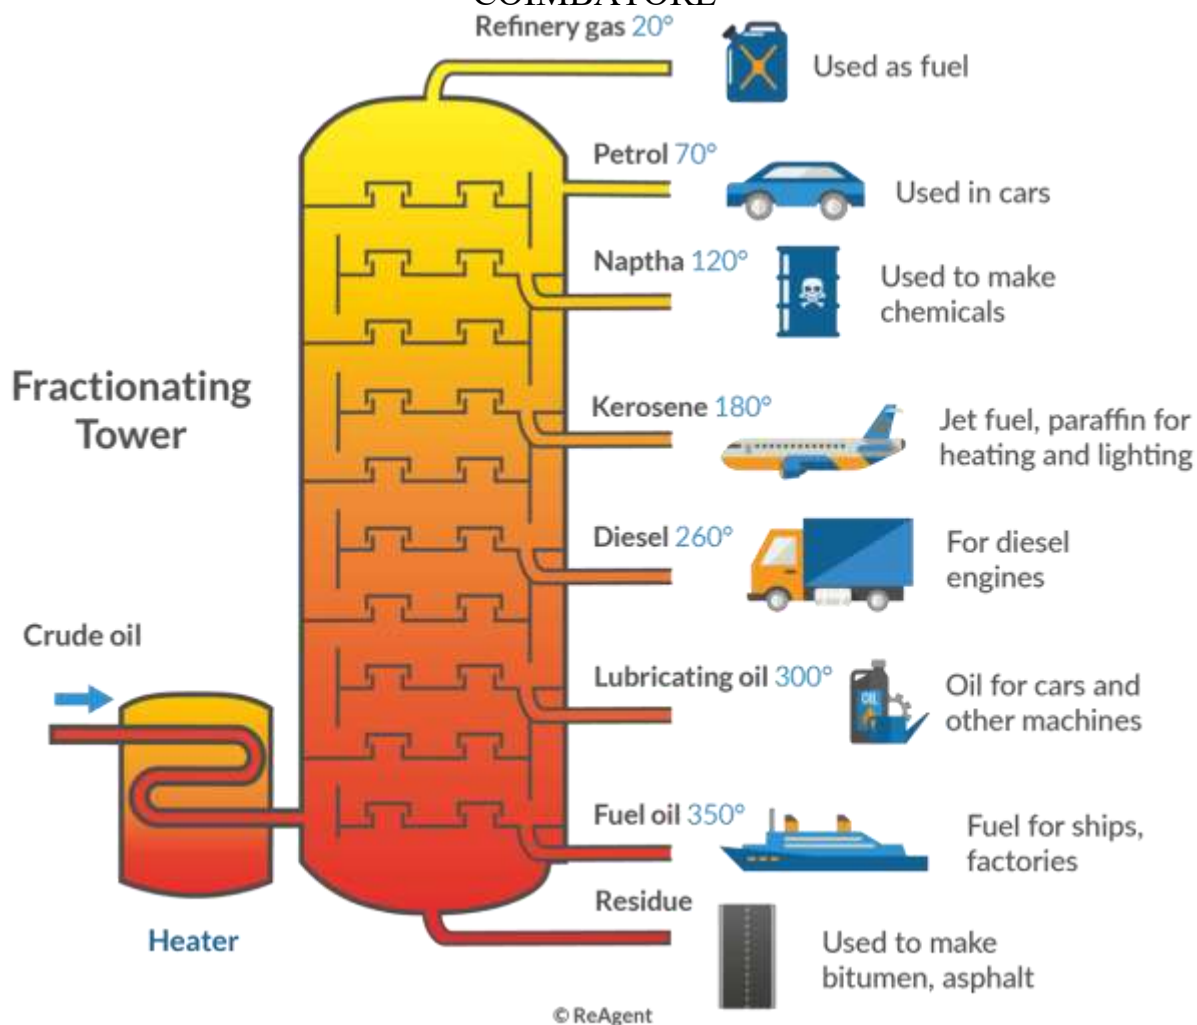 COIMBATORE
Refinery gas 20°
Used as fuel
Petrol 70°
Used in cars
Naptha 120°
Used to make
chemicals
Fractionating
Tower
Kerosene 180°
Jet fuel, paraffin for
heating and lighting
Diesel 260°
For diesel
engines
Crude oil
Lubricating oil 300°
OIL
Oil for cars and
other machines
Fuel oil 350°
Fuel for ships,
factories
Residue
Heater
Used to make
bitumen, asphalt
© ReAgent